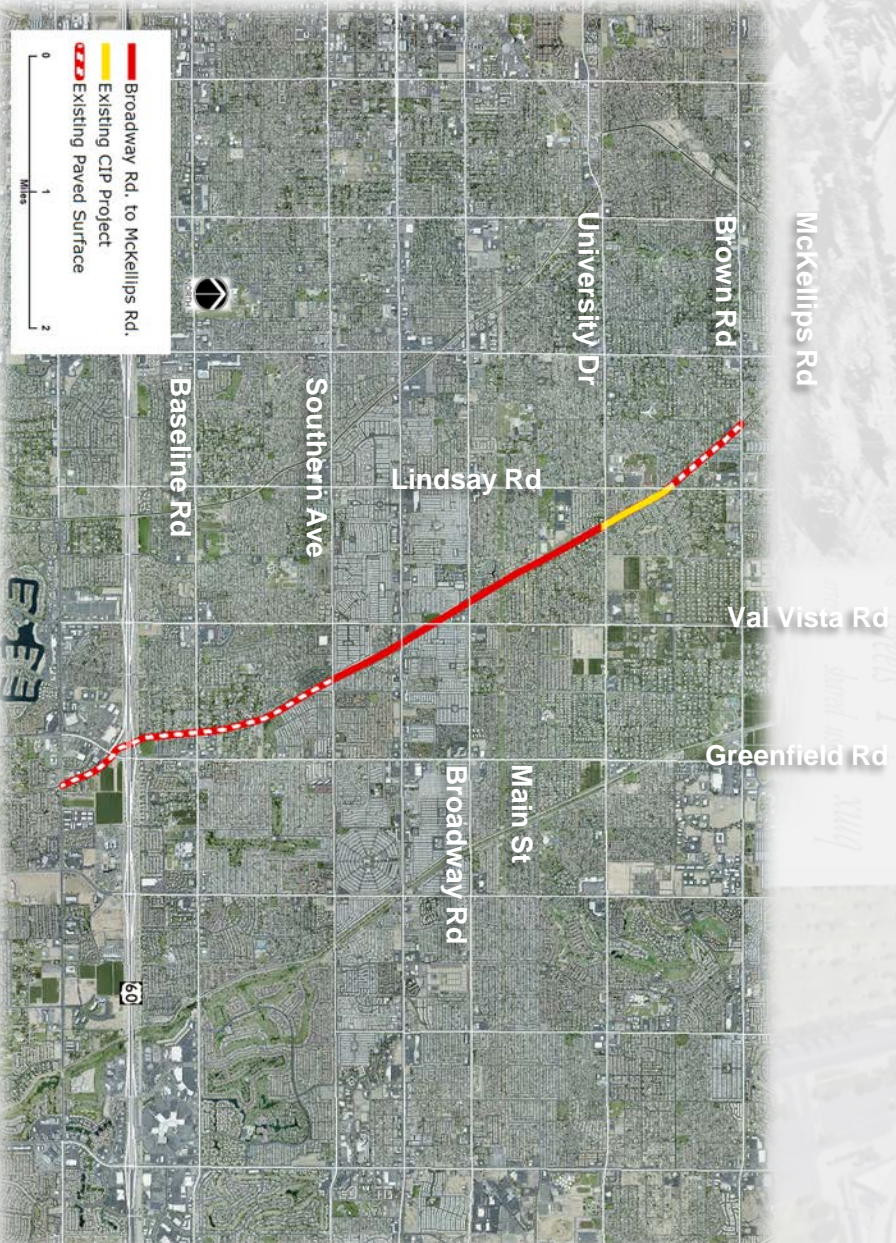 McKellips Rd
Brown Rd
University Dr
Lindsay Rd
Southern Ave
Baseline Rd
Val Vista Rd
Greenfield Rd
Main St
Broadway Rd
60
Broadway Rd. to McKellips Rd.
Existing CIP Project
Existing Paved Surface
0 1 2
Miles